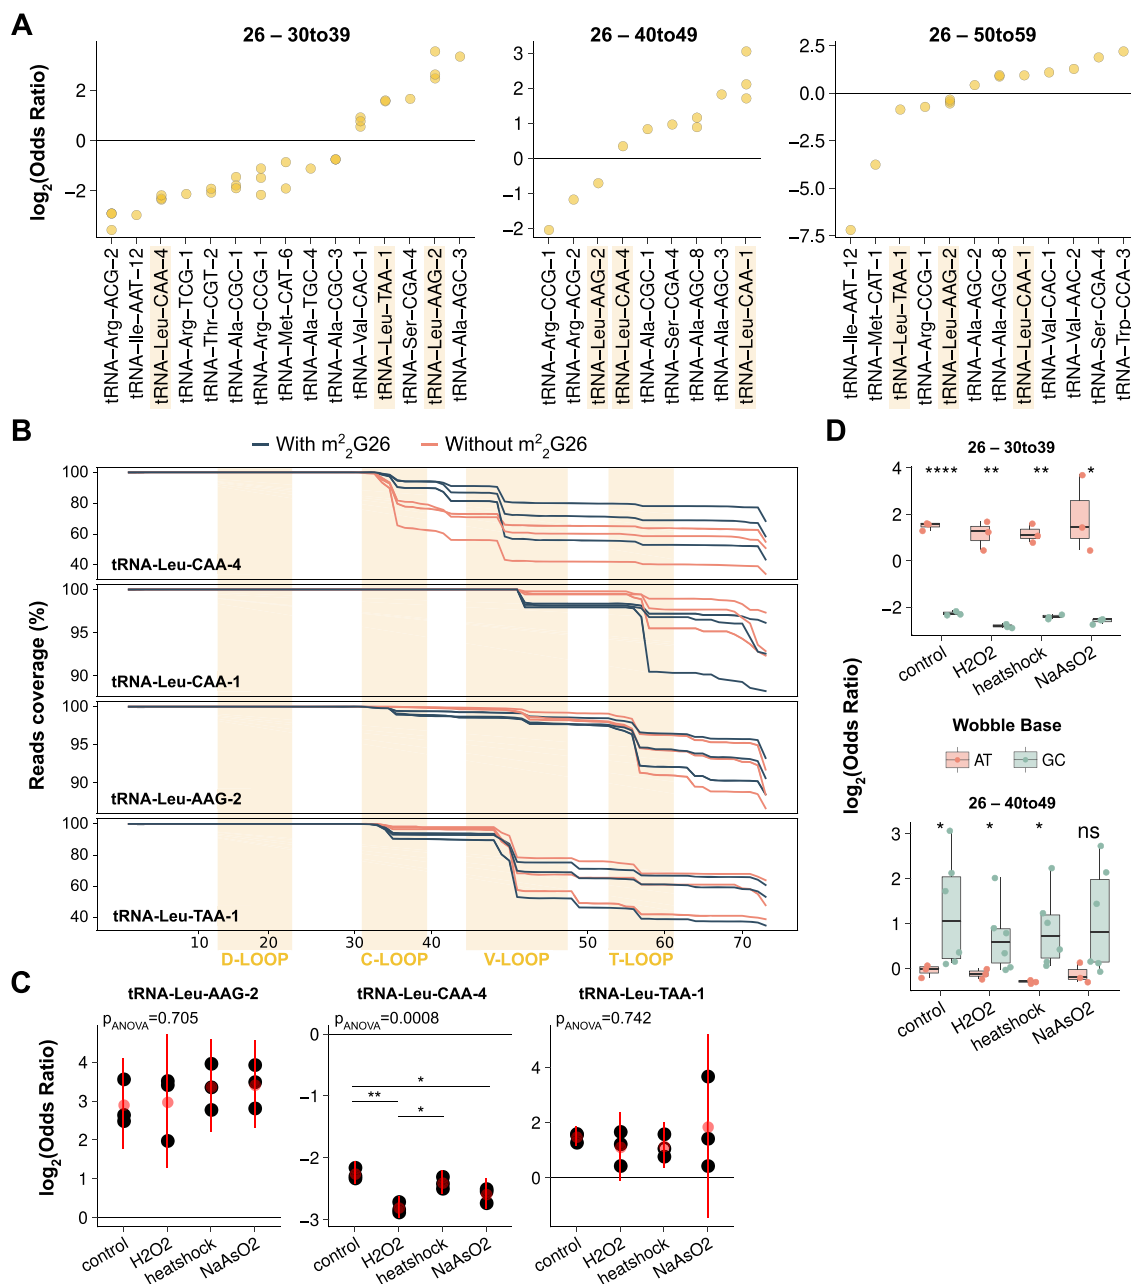 A
26 – 30to39
26 – 40to49
26 – 50to59
log2(Odds Ratio)
2
0
−2
3
2
1
0
−1
−2
2.5
0.0
−2.5
−5.0
−7.5
tRNA−Arg−ACG−2
tRNA−Ile−AAT−12
tRNA−Leu−CAA−4
tRNA−Arg−TCG−1
tRNA−Thr−CGT−2
tRNA−Ala−CGC−1
tRNA−Arg−CCG−1
tRNA−Met−CAT−6
tRNA−Ala−TGC−4
tRNA−Ala−CGC−3
tRNA−Val−CAC−1
tRNA−Leu−TAA−1
tRNA−Ser−CGA−4
tRNA−Leu−AAG−2
tRNA−Ala−AGC−3
tRNA−Arg−CCG−1
tRNA−Arg−ACG−2
tRNA−Leu−AAG−2
tRNA−Leu−CAA−4
tRNA−Ala−CGC−1
tRNA−Ser−CGA−4
tRNA−Ala−AGC−8
tRNA−Ala−AGC−3
tRNA−Leu−CAA−1
tRNA−Ile−AAT−12
tRNA−Met−CAT−1
tRNA−Leu−TAA−1
tRNA−Arg−CCG−1
tRNA−Leu−AAG−2
tRNA−Ala−AGC−2
tRNA−Ala−AGC−8
tRNA−Leu−CAA−1
tRNA−Val−CAC−1
tRNA−Val−AAC−2
tRNA−Ser−CGA−4
tRNA−Trp−CCA−3
B
With m²₂G26
Without m²₂G26
Reads coverage (%)
100
80
60
40
tRNA-Leu-CAA-4
100
95
90
tRNA-Leu-CAA-1
100
95
90
tRNA-Leu-AAG-2
100
80
60
40
tRNA-Leu-TAA-1
10
20
30
40
50
60
70
D-LOOP
C-LOOP
V-LOOP
T-LOOP
C
tRNA-Leu-AAG-2
tRNA-Leu-CAA-4
tRNA-Leu-TAA-1
pANOVA=0.705
pANOVA=0.0008
pANOVA=0.742
log2(Odds Ratio)
4
3
2
1
0
0
−1
−2
−3
*
**
*
4
2
0
control
H2O2
heatshock
NaAsO2
control
H2O2
heatshock
NaAsO2
control
H2O2
heatshock
NaAsO2
D
26 − 30to39
4
2
0
−2
****
**
**
*
control
H2O2
heatshock
NaAsO2
log2(Odds Ratio)
Wobble Base
AT
GC
26 − 40to49
3
2
1
0
*
*
*
ns
control
H2O2
heatshock
NaAsO2